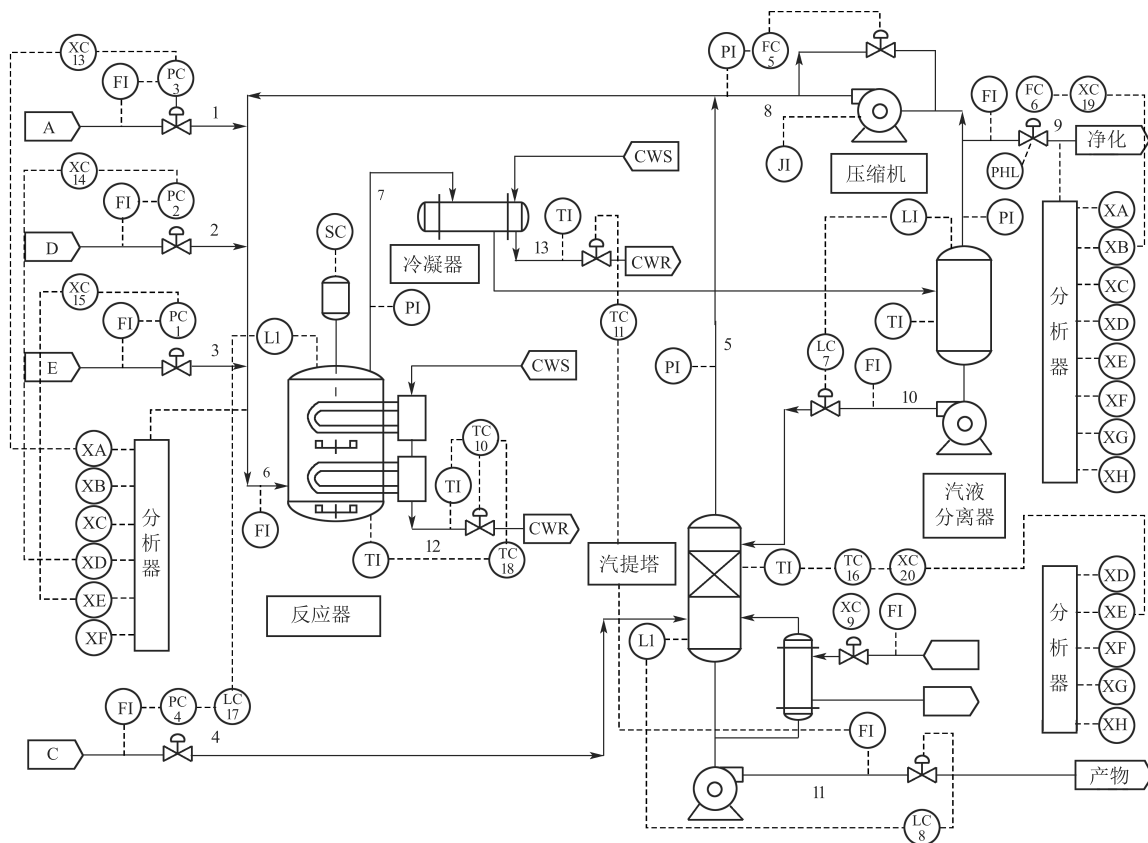 XC
13
PC
3
FI
A
1
XC
14
PC
2
FI
D
2
XC
15
PC
1
FI
E
3
L1
XA
XB
XC
XD
XE
XF
分析器
6
FI
SC
7
PI
CWS
冷凝器
TI
13
CWR
TC
11
CWS
TC
10
TI
CWR
12
TI
TC
18
反应器
C
FI
PC
4
LC
17
4
PI
FC
5
8
JI
压缩机
FI
FC
6
XC
19
9
净化
PHL
LI
PI
TI
LC
7
FI
10
汽液
分离器
5
PI
汽提塔
TI
TC
16
XC
20
L1
XC
9
FI
FI
11
LC
8
产物
分析器
XA
XB
XC
XD
XE
XF
XG
XH
分析器
XD
XE
XF
XG
XH